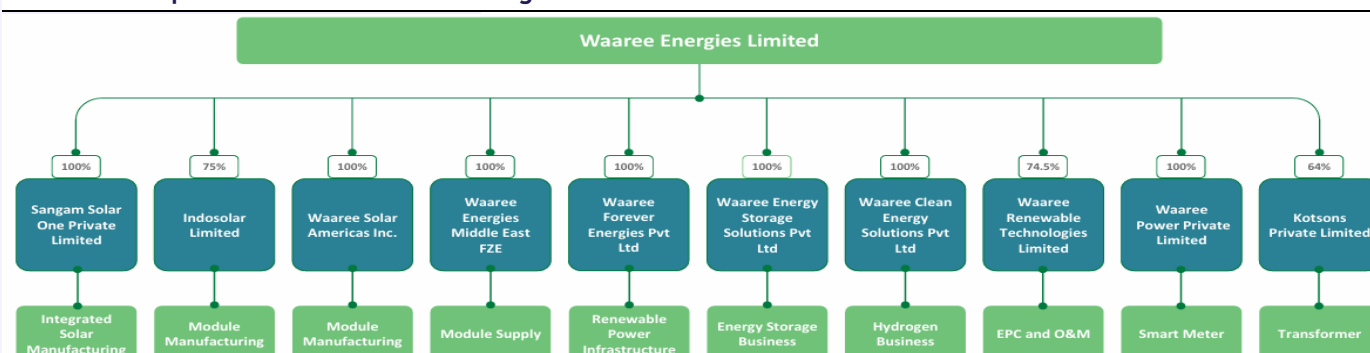 Waaree Energies Limited
100%
75%
100%
100%
100%
100%
100%
74.5%
100%
64%
Sangam Solar
One Private
Limited
Indosolar
Limited
Waaree Solar
Americas Inc.
Waaree
Energies
Middle East
FZE
Waaree
Forever
Energies Pvt
Ltd
Waaree Energy
Storage
Solutions Pvt
Ltd
Waaree Clean
Energy
Solutions Pvt
Ltd
Waaree
Renewable
Technologies
Limited
Waaree
Power Private
Limited
Kotsons
Private Limited
Integrated
Solar
Manufacturing
Module
Manufacturing
Module
Manufacturing
Module Supply
Renewable
Power
Infrastructure
Energy Storage
Business
Hydrogen
Business
EPC and O&M
Smart Meter
Transformer